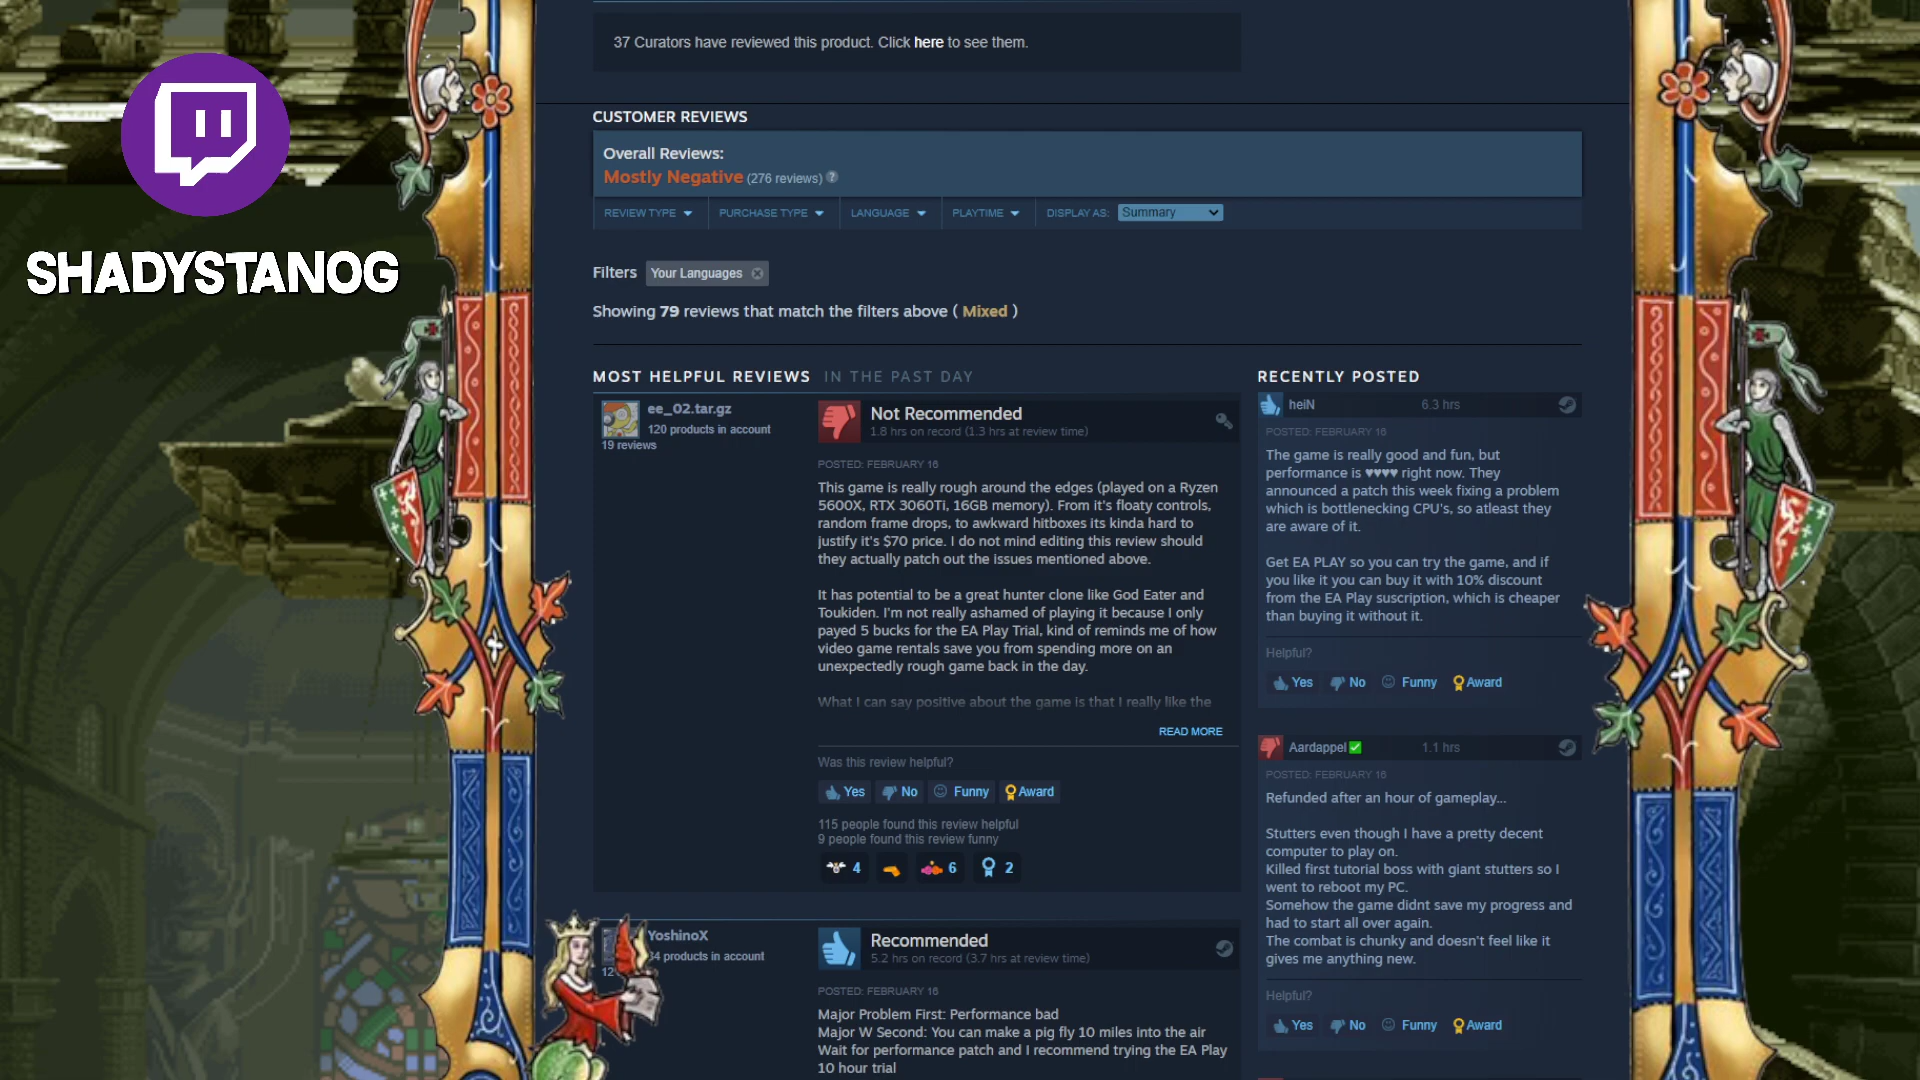 SHADYSTANOG
37 Curators have reviewed this product. Click here to see them.
CUSTOMER REVIEWS
Overall Reviews:
Mostly Negative (276 reviews) ?
REVIEW TYPE PURCHASE TYPE LANGUAGE PLAYTIME DISPLAY AS: Summary
Filters Your Languages
Showing 79 reviews that match the filters above ( Mixed )
MOST HELPFUL REVIEWS IN THE PAST DAY
ee_02.tar.gz
120 products in account
19 reviews
Not Recommended
1.8 hrs on record (1.3 hrs at review time)
POSTED: FEBRUARY 16
This game is really rough around the edges (played on a Ryzen
5600X, RTX 3060Ti, 16GB memory). From it's floaty controls,
random frame drops, to awkward hitboxes its kinda hard to
justify it's $70 price. I do not mind editing this review should
they actually patch out the issues mentioned above.
It has potential to be a great hunter clone like God Eater and
Toukiden. I'm not really ashamed of playing it because I only
payed 5 bucks for the EA Play Trial, kind of reminds me of how
video game rentals save you from spending more on an
unexpectedly rough game back in the day.
What I can say positive about the game is that I really like the
READ MORE
Was this review helpful?
Yes No Funny Award
115 people found this review helpful
9 people found this review funny
4 6 2
YoshinoX
34 products in account
12
Recommended
5.2 hrs on record (3.7 hrs at review time)
POSTED: FEBRUARY 16
Major Problem First: Performance bad
Major W Second: You can make a pig fly 10 miles into the air
Wait for performance patch and I recommend trying the EA Play
10 hour trial
RECENTLY POSTED
heiN 6.3 hrs
POSTED: FEBRUARY 16
The game is really good and fun, but
performance is ♥♥♥♥ right now. They
announced a patch this week fixing a problem
which is bottlenecking CPU's, so atleast they
are aware of it.
Get EA PLAY so you can try the game, and if
you like it you can buy it with 10% discount
from the EA Play suscription, which is cheaper
than buying it without it.
Helpful?
Yes No Funny Award
Aardappel✅ 1.1 hrs
POSTED: FEBRUARY 16
Refunded after an hour of gameplay...
Stutters even though I have a pretty decent
computer to play on.
Killed first tutorial boss with giant stutters so I
went to reboot my PC.
Somehow the game didnt save my progress and
had to start all over again.
The combat is chunky and doesn't feel like it
gives me anything new.
Helpful?
Yes No Funny Award